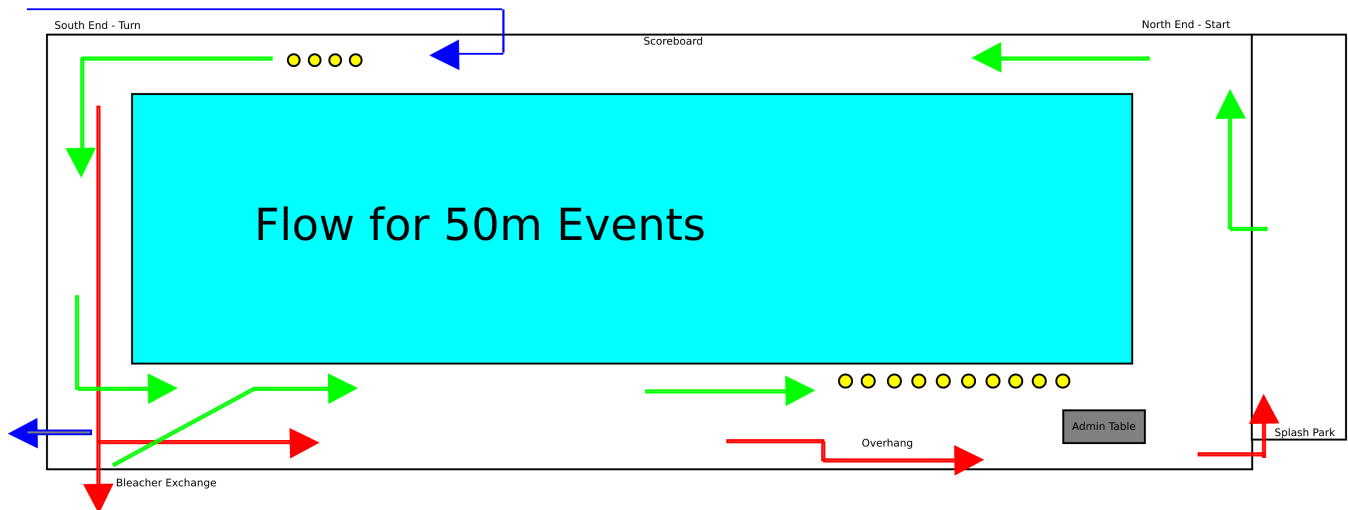 South End - Turn
North End - Start
Scoreboard
Flow for 50m Events
Admin Table
Splash Park
Overhang
Bleacher Exchange